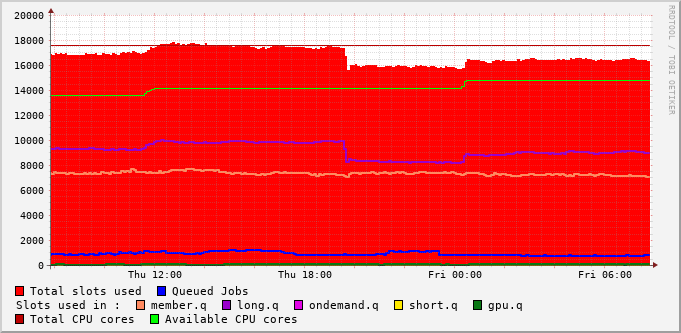 20000
18000
16000
14000
12000
10000
8000
6000
4000
2000
0
Thu 12:00 Thu 18:00 Fri 00:00 Fri 06:00
Total slots used Queued Jobs
Slots used in : member.q long.q ondemand.q short.q gpu.q
Total CPU cores Available CPU cores
RRDTOOL / TOBI OETIKER